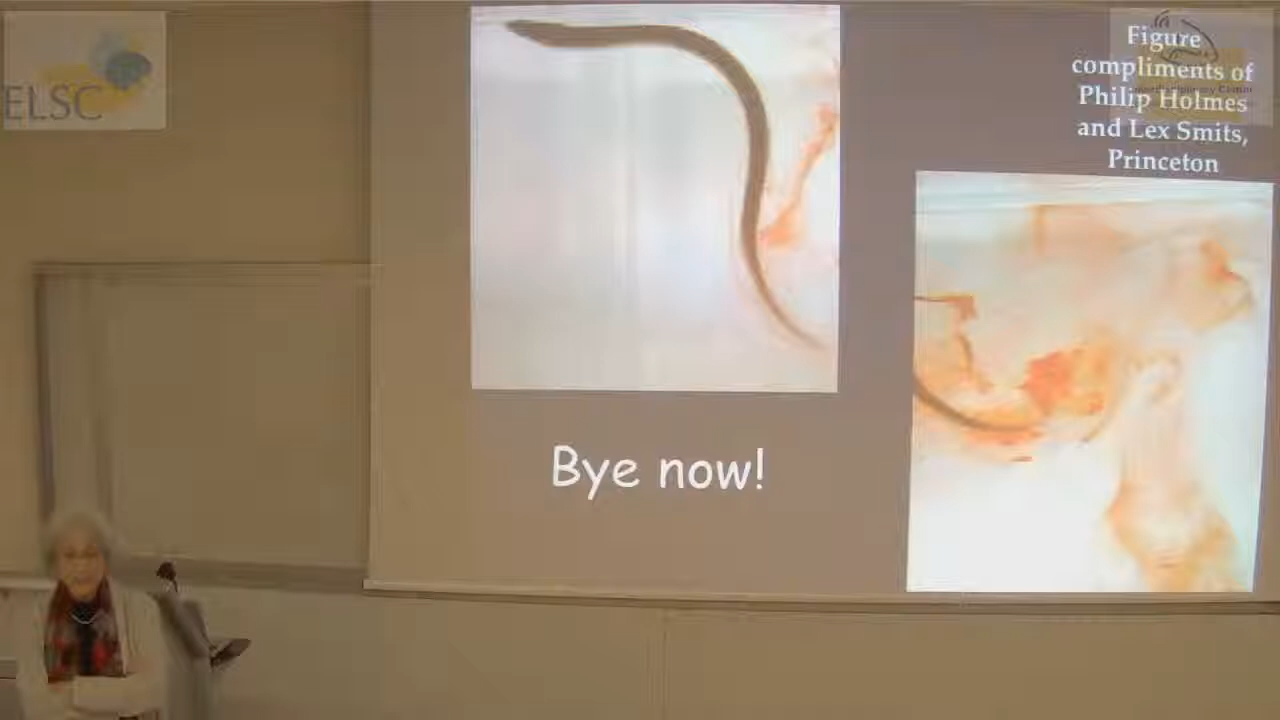 ELSC
Figure
compliments of
Philip Holmes
and Lex Smits,
Princeton
Bye now!